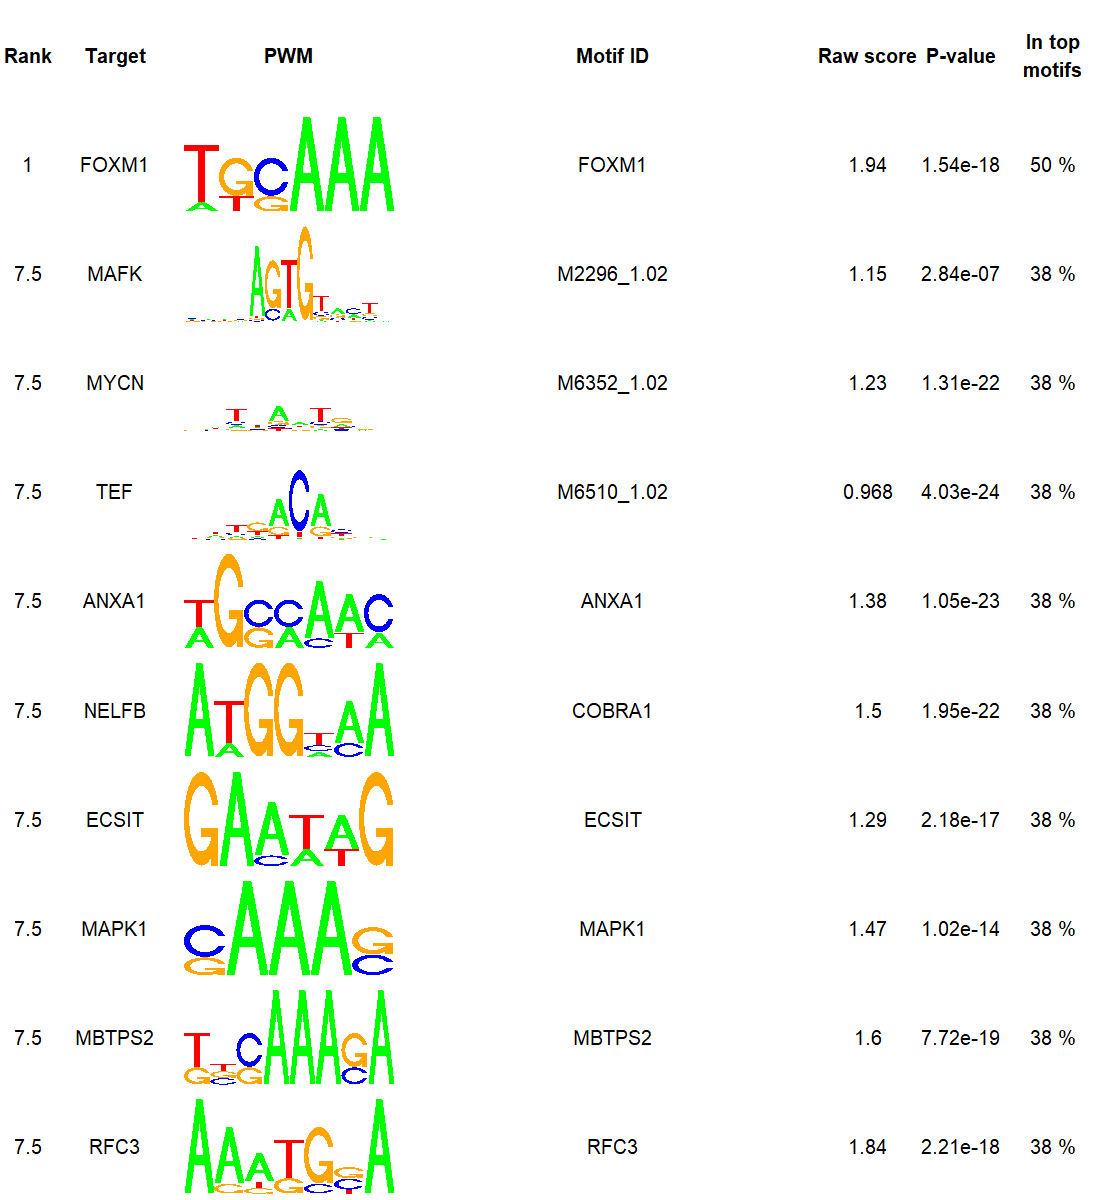 Rank Target PWM Motif ID Raw score P-value In top motifs
1 FOXM1 FOXM1 1.94 1.54e-18 50 %
7.5 MAFK M2296_1.02 1.15 2.84e-07 38 %
7.5 MYCN M6352_1.02 1.23 1.31e-22 38 %
7.5 TEF M6510_1.02 0.968 4.03e-24 38 %
7.5 ANXA1 ANXA1 1.38 1.05e-23 38 %
7.5 NELFB COBRA1 1.5 1.95e-22 38 %
7.5 ECSIT ECSIT 1.29 2.18e-17 38 %
7.5 MAPK1 MAPK1 1.47 1.02e-14 38 %
7.5 MBTPS2 MBTPS2 1.6 7.72e-19 38 %
7.5 RFC3 RFC3 1.84 2.21e-18 38 %